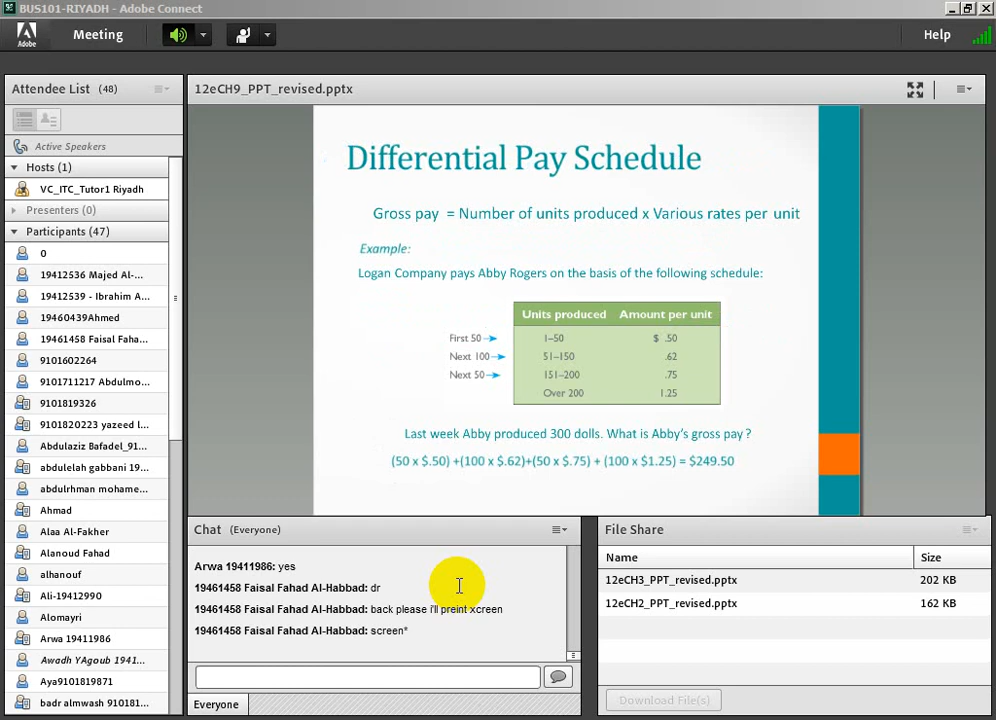 BUS101-RIYADH - Adobe Connect
Adobe
Meeting
Help
Attendee List (48)
Active Speakers
Hosts (1)
VC_ITC_Tutor1 Riyadh
Presenters (0)
Participants (47)
0
19412536 Majed Al-...
19412539 - Ibrahim A...
19460439Ahmed
19461458 Faisal Faha...
9101602264
9101711217 Abdulmo...
9101819326
9101820223 yazeed l...
Abdulaziz Bafadel_91...
abdulelah gabbani 19...
abdulrhman mohame...
Ahmad
Alaa Al-Fakher
Alanoud Fahad
alhanouf
Ali-19412990
Alomayri
Arwa 19411986
Awadh YAgoub 1941...
Aya9101819871
badr almwash 910181...
12eCH9_PPT_revised.pptx
Differential Pay Schedule
Gross pay = Number of units produced x Various rates per unit
Example:
Logan Company pays Abby Rogers on the basis of the following schedule:
Units produced Amount per unit
First 50 1–50 $ .50
Next 100 51–150 .62
Next 50 151–200 .75
Over 200 1.25
Last week Abby produced 300 dolls. What is Abby's gross pay?
(50 x $.50) +(100 x $.62)+(50 x $.75) + (100 x $1.25) = $249.50
Chat (Everyone)
Arwa 19411986: yes
19461458 Faisal Fahad Al-Habbad: dr
19461458 Faisal Fahad Al-Habbad: back please i'll preint xcreen
19461458 Faisal Fahad Al-Habbad: screen*
Everyone
File Share
Name Size
12eCH3_PPT_revised.pptx 202 KB
12eCH2_PPT_revised.pptx 162 KB
Download File(s)